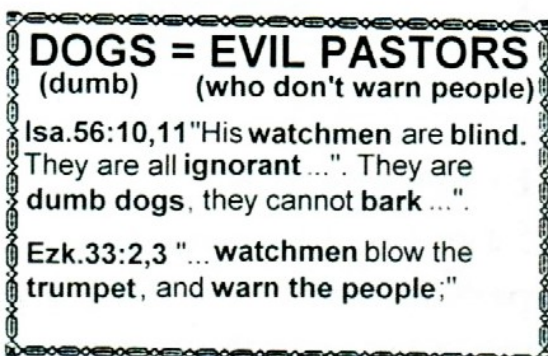 DOGS = EVIL PASTORS
(dumb) (who don't warn people)
Isa.56:10,11"His watchmen are blind.
They are all ignorant ...". They are
dumb dogs, they cannot bark ...".
Ezk.33:2,3 "... watchmen blow the
trumpet, and warn the people;"